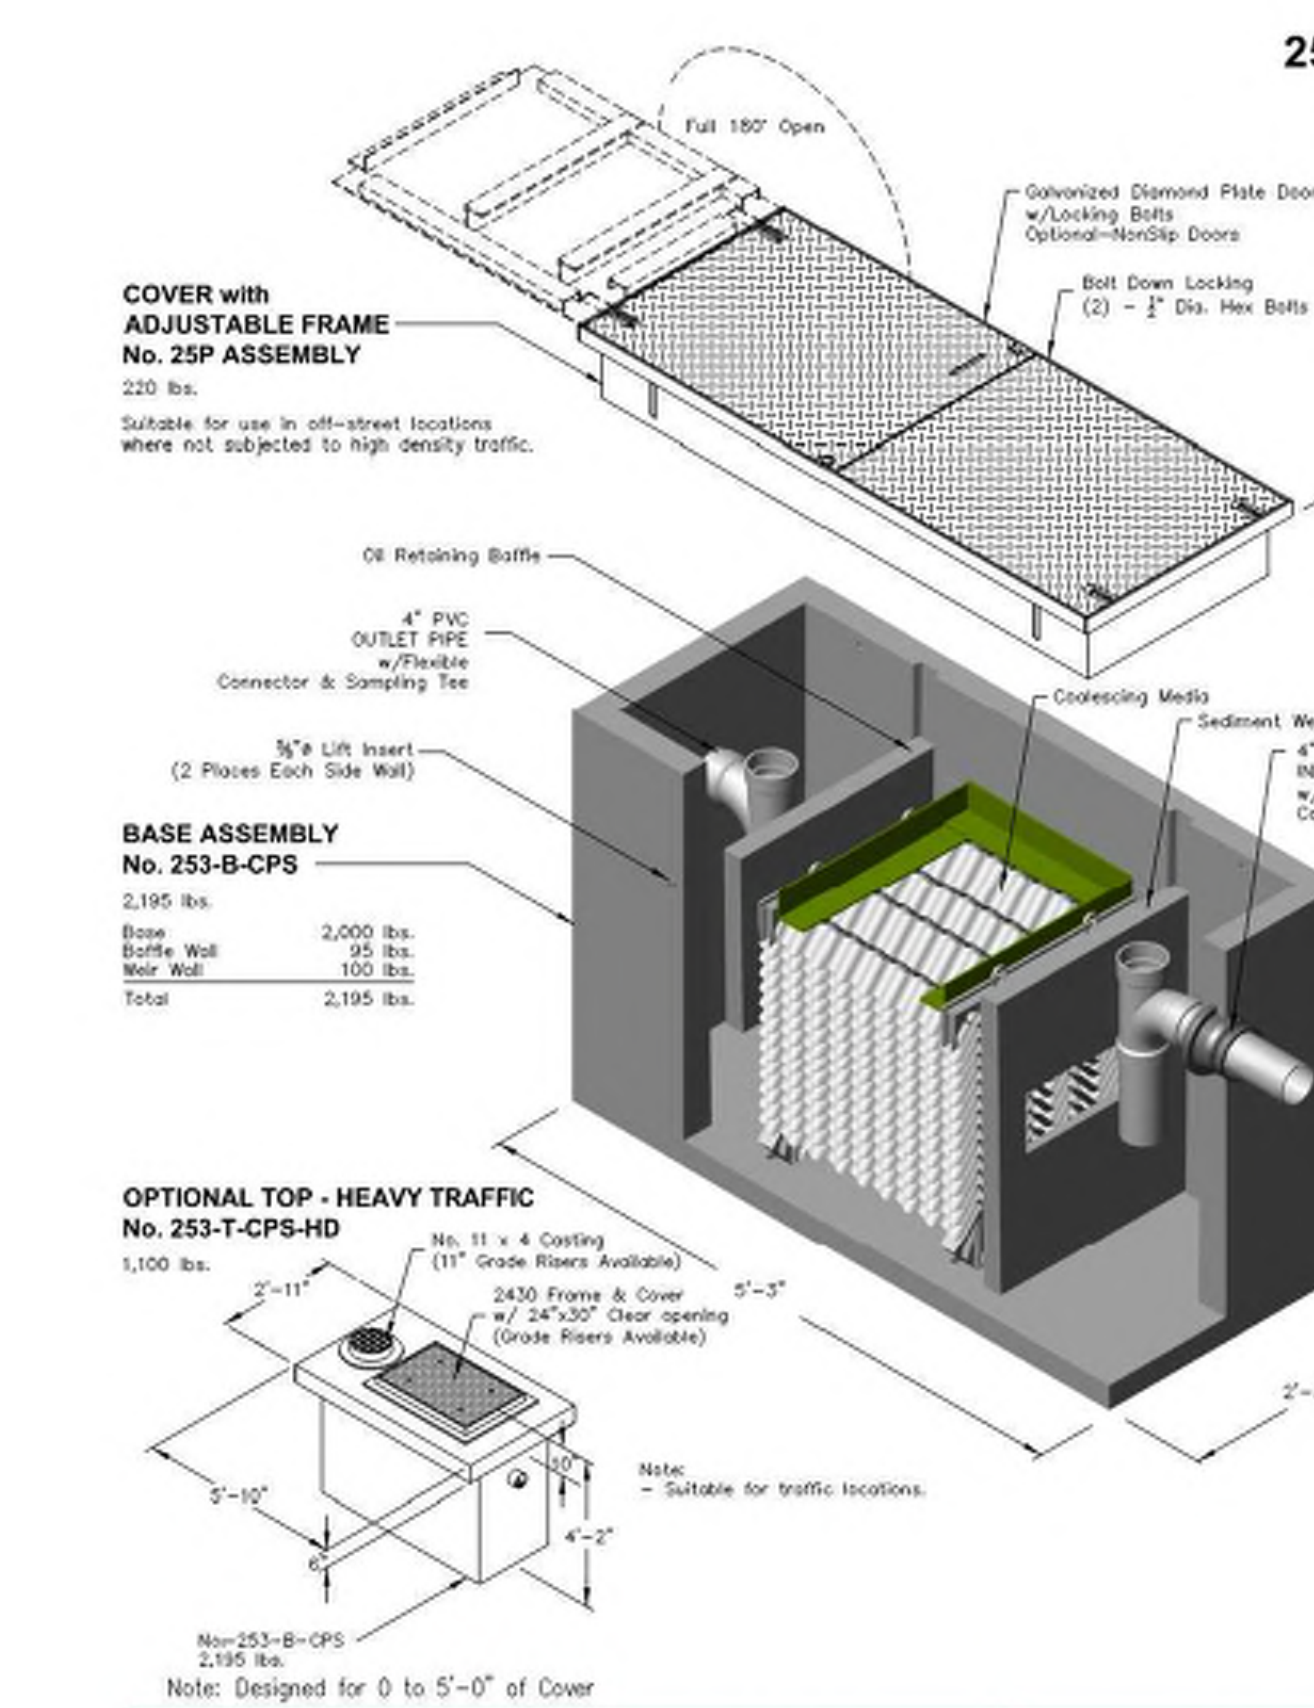 Full 180° Open
Galvanized Diamond Plate
w/Locking Bolts
Optional—NonSlip Doors
Bolt Down Locking
(2) – ½" Dia. Hex Bolts
COVER with
ADJUSTABLE FRAME
No. 25P ASSEMBLY
220 lbs.
Suitable for use in off—street locations
where not subjected to high density traffic.
Oil Retaining Baffle
4" PVC
OUTLET PIPE
w/Flexible
Connector & Sampling Tee
Coalescing Media
Sediment
4"
Lift Insert
(2 Places Each Side Wall)
BASE ASSEMBLY
No. 253-B-CPS
2,195 lbs.
Base 2,000 lbs.
Baffle Wall 95 lbs.
Weir Wall 100 lbs.
Total 2,195 lbs.
OPTIONAL TOP - HEAVY TRAFFIC
No. 253-T-CPS-HD
1,100 lbs.
No. 11 x 4 Casting
(11" Grade Risers Available)
2430 Frame & Cover
w/ 24"x30" Clear opening
(Grade Risers Available)
2'-11"
5'-3"
5'-10"
10"
4'-2"
6"
Note:
– Suitable for traffic locations.
No—253—B—CPS
2,195 lbs.
Note: Designed for 0 to 5'-0" of Cover